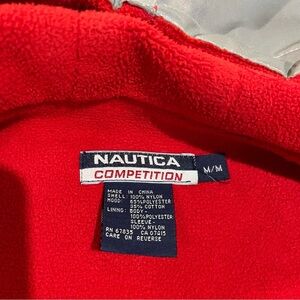 NAUTICA
COMPETITION
M/M
MADE IN CHINA
SHELL: 100% NYLON
HOOD: 65%POLYESTER
35% COTTON
LINING: BODY-
100%POLYESTER
SLEEVE-
100% NYLON
RN 67835 CA 07415
CARE ON REVERSE